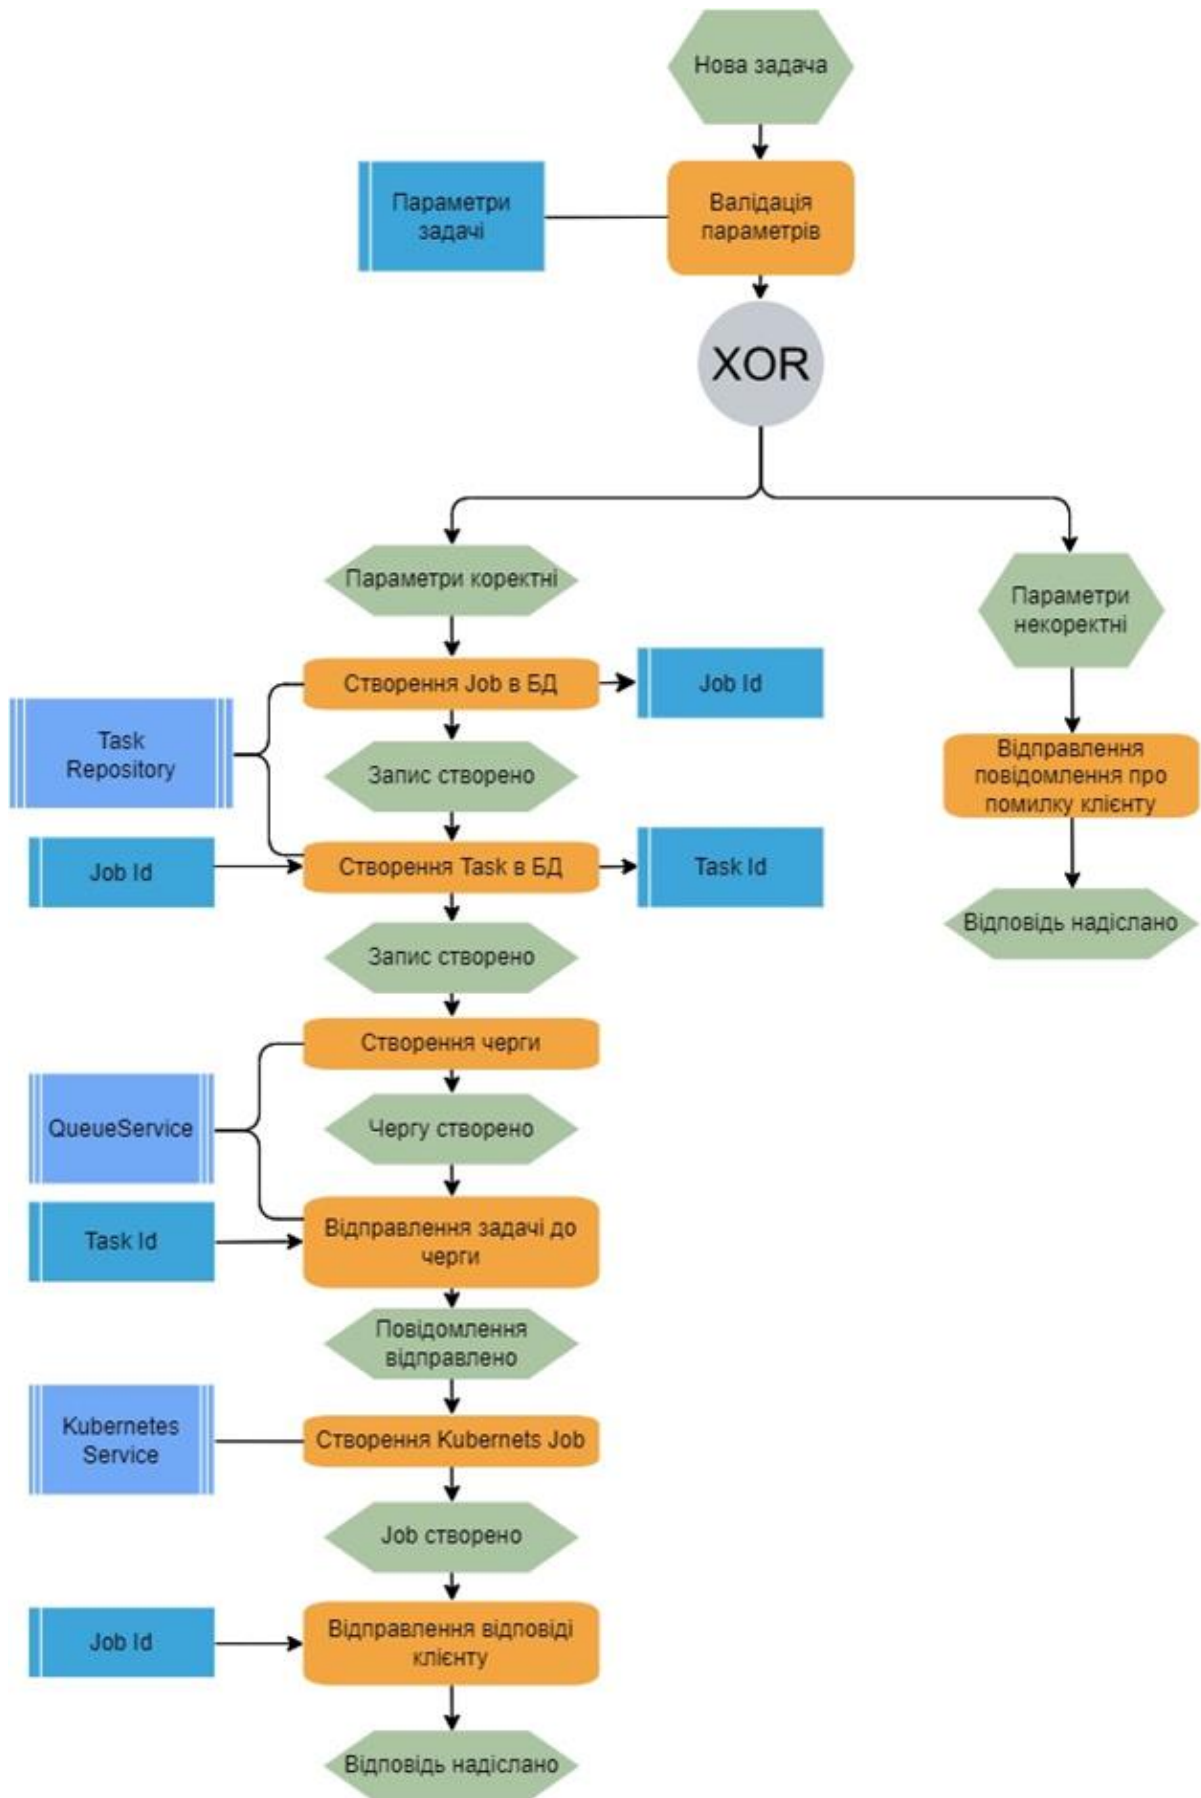 Нова задача
Параметри
задачі
Валідація
параметрів
XOR
Параметри коректні
Параметри
некоректні
Створення Job в БД
Job Id
Task
Repository
Запис створено
Відправлення
повідомлення про
помилку клієнту
Job Id
Створення Task в БД
Task Id
Відповідь надіслано
Запис створено
Створення черги
QueueService
Чергу створено
Task Id
Відправлення задачі до
черги
Повідомлення
відправлено
Kubernetes
Service
Створення Kubernets Job
Job створено
Job Id
Відправлення відповіді
клієнту
Відповідь надіслано